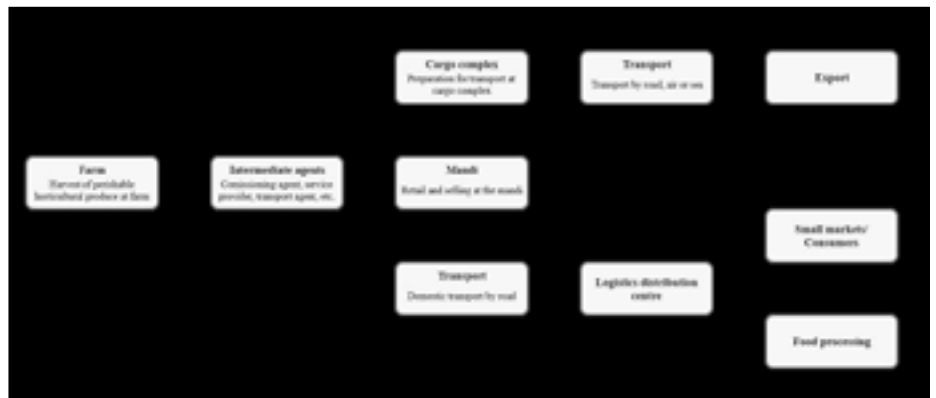 Cargo complex
Preparation for transport at
cargo complex
Transport
Transport by road, air or sea
Export
Farm
Harvest of perishable
horticultural produce at farm
Intermediate agents
Comissioning agent, service
provider, transport agent, etc.
Mandi
Retail and selling at the mandi
Small markets/
Consumers
Transport
Domestic transport by road
Logistics distribution
centre
Food processing